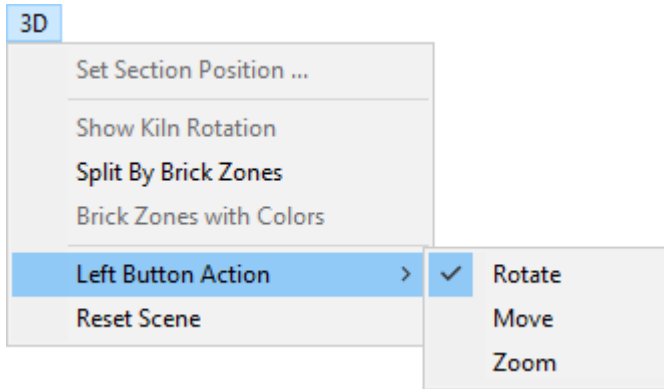 3D
Set Section Position ...
Show Kiln Rotation
Split By Brick Zones
Brick Zones with Colors
Left Button Action
Rotate
Reset Scene
Move
Zoom